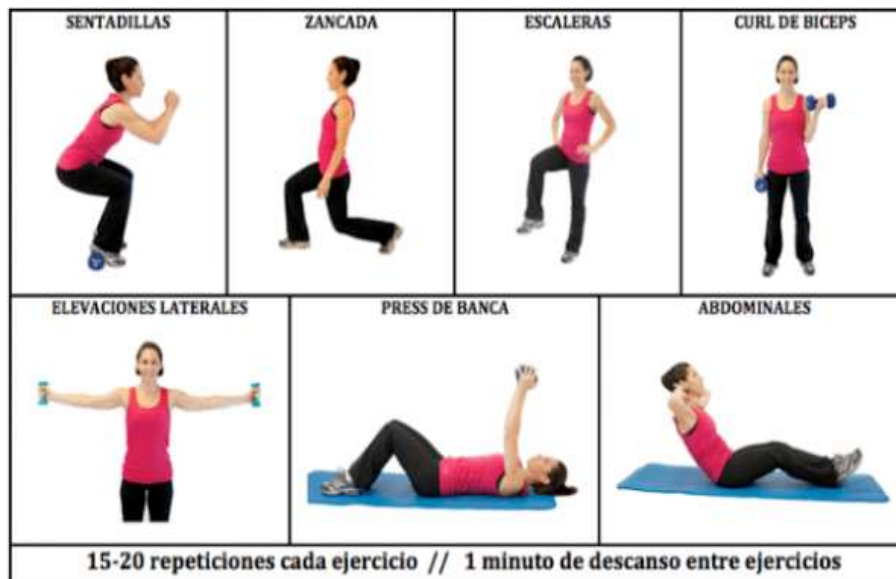 SENTADILLAS
ZANCADA
ESCALERAS
CURL DE BICEPS
ELEVACIONES LATERALES
PRESS DE BANCA
ABDOMINALES
15-20 repeticiones cada ejercicio // 1 minuto de descanso entre ejercicios